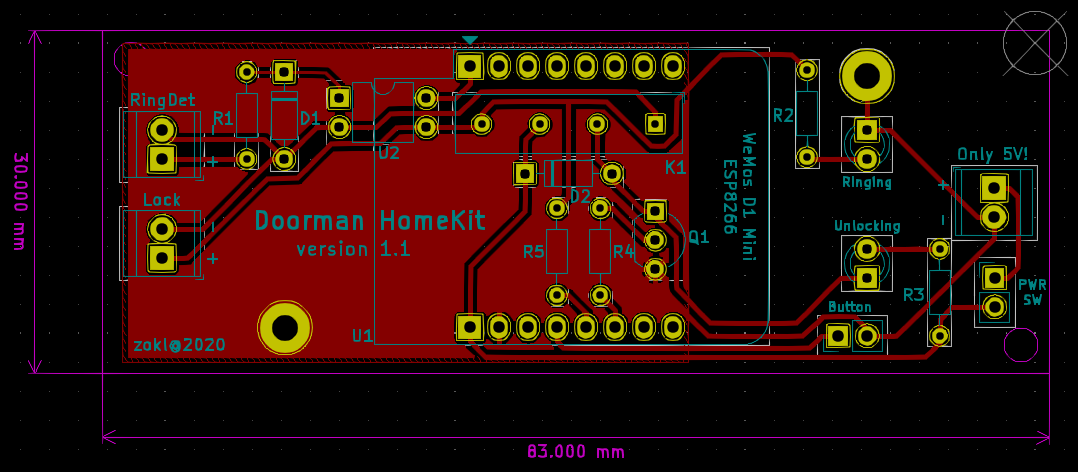 RingDet
R1
D1
U2
+
Lock
+
Doorman HomeKit
version 1.1
zoki@2020
U1
K1
D2
R5
R4
Q1
WeMos D1 Mini
ESP8266
R2
Ringing
Unlocking
Button
R3
Only 5V!
+
PWR
SW
30.000 mm
83.000 mm